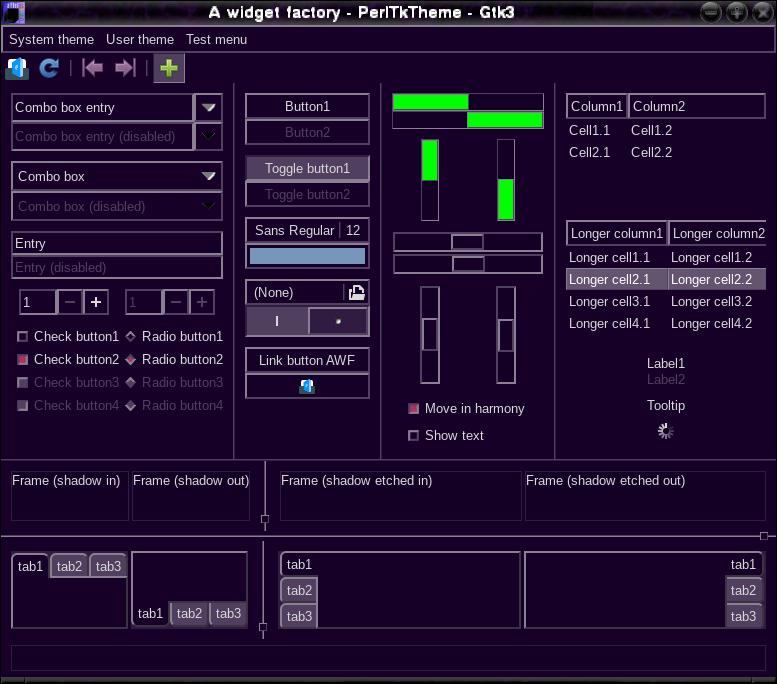 A widget factory - PerlTkTheme - Gtk3
System theme User theme Test menu
Combo box entry
Combo box entry (disabled)
Combo box
Combo box (disabled)
Entry
Entry (disabled)
1 1
Check button1 Radio button1
Check button2 Radio button2
Check button3 Radio button3
Check button4 Radio button4
Button1
Button2
Toggle button1
Toggle button2
Sans Regular 12
(None)
Link button AWF
Move in harmony
Show text
Column1 Column2
Cell1.1 Cell1.2
Cell2.1 Cell2.2
Longer column1 Longer column2
Longer cell1.1 Longer cell1.2
Longer cell2.1 Longer cell2.2
Longer cell3.1 Longer cell3.2
Longer cell4.1 Longer cell4.2
Label1
Label2
Tooltip
Frame (shadow in) Frame (shadow out) Frame (shadow etched in) Frame (shadow etched out)
tab1 tab2 tab3
tab1 tab2 tab3
tab1
tab2
tab3
tab1
tab2
tab3